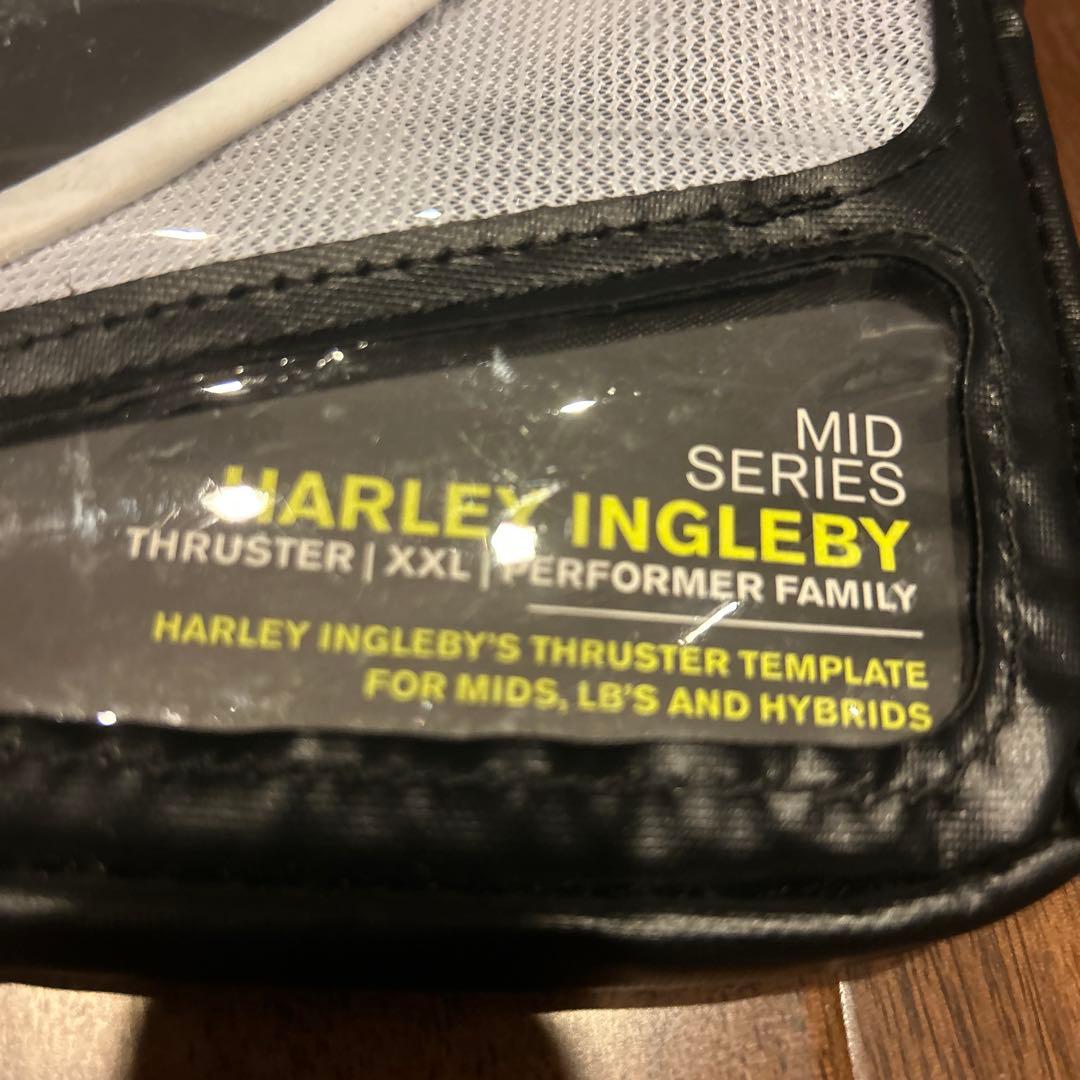 MID
SERIES
HARLEY INGLEBY
THRUSTER | XXL | PERFORMER FAMILY
HARLEY INGLEBY'S THRUSTER TEMPLATE
FOR MIDS, LB'S AND HYBRIDS